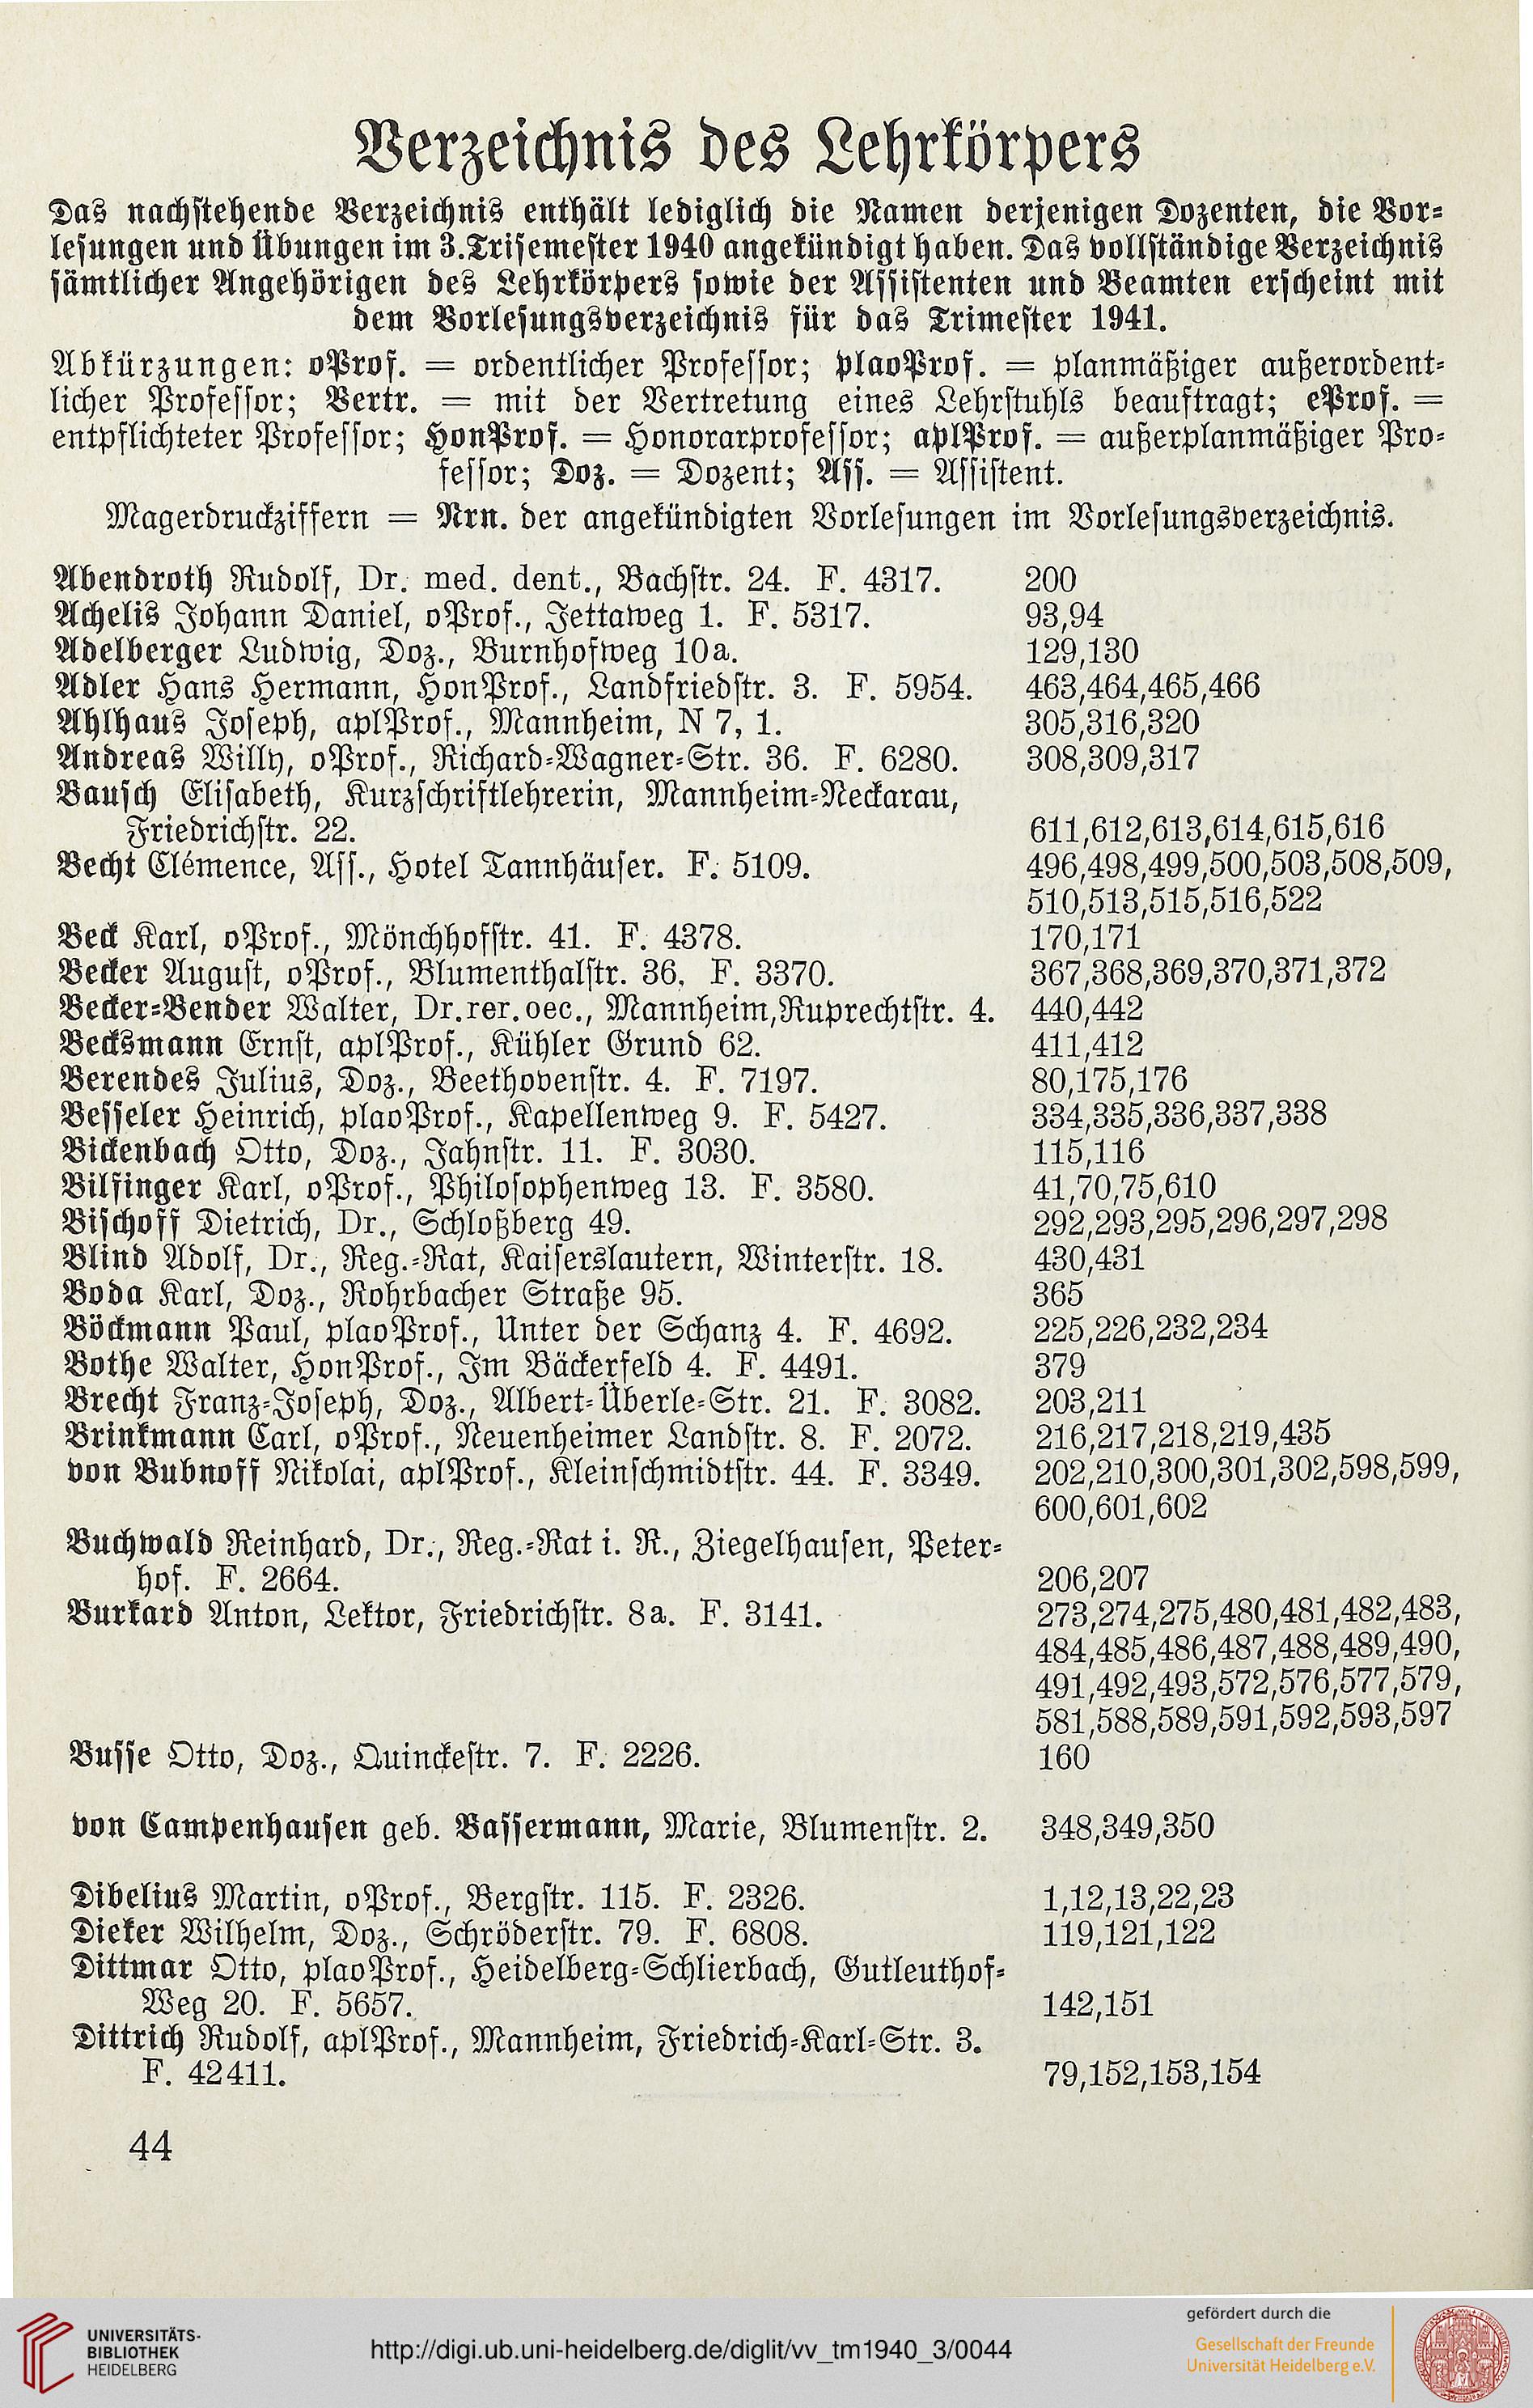 Verzeichnis des Lehrkörpers
Das nachstehende Verzeichnis enthält lediglich die Namen derjenigen Dozenten, die Vor-
lesungen und Übungen im 3. Trisemester 1940 angekündigt haben. Das vollständige Verzeichnis
sämtlicher Angehörigen des Lehrkörpers sowie der Assistenten und Beamten erscheint mit
dem Vorlesungsverzeichnis für das Trimester 1941.
Abkürzungen: oProf. = ordentlicher Professor; plaoProf. = planmäßiger außerordent-
licher Professor; Vertr. = mit der Vertretung eines Lehrstuhls beauftragt; eProf. =
entpflichteter Professor; HonProf. = Honorarprofessor; aplProf. = außerplanmäßiger Pro-
fessor; Doz. = Dozent; Ass. = Assistent.
Magerdruckziffern = Nrn. der angekündigten Vorlesungen im Vorlesungsverzeichnis.
Abendroth Rudolf, Dr. med. dent., Bachstr. 24. F. 4317. 200
Achelis Johann Daniel, oProf., Jettaweg 1. F. 5317. 93,94
Adelberger Ludwig, Doz., Burnhofweg 10a. 129,130
Adler Hans Hermann, HonProf., Landfriedstr. 3. F. 5954. 463,464,465,466
Ahlhaus Joseph, aplProf., Mannheim, N 7, 1. 305,316,320
Andreas Willy, oProf., Richard-Wagner-Str. 36. F. 6280. 308,309,317
Bausch Elisabeth, Kurzschriftlehrerin, Mannheim-Neckarau,
Friedrichstr. 22. 611,612,613,614,615,616
Becht Clémence, Ass., Hotel Tannhäuser. F. 5109. 496,498,499,500,503,508,509,
510,513,515,516,522
Beck Karl, oProf., Mönchhofstr. 41. F. 4378. 170,171
Becker August, oProf., Blumenthalstr. 36, F. 3370. 367,368,369,370,371,372
Becker-Bender Walter, Dr. rer. oec., Mannheim, Ruprechtstr. 4. 440,442
Becksmann Ernst, aplProf., Kühler Grund 62. 411,412
Berendes Julius, Doz., Beethovenstr. 4. F. 7197. 80,175,176
Besseler Heinrich, plaoProf., Kapellenweg 9. F. 5427. 334,335,336,337,338
Bickenbach Otto, Doz., Jahnstr. 11. F. 3030. 115,116
Bilfinger Karl, oProf., Philosophenweg 13. F. 3580. 41,70,75,610
Bischoff Dietrich, Dr., Schloßberg 49. 292,293,295,296,297,298
Blind Adolf, Dr., Reg.-Rat, Kaiserslautern, Winterstr. 18. 430,431
Boda Karl, Doz., Rohrbacher Straße 95. 365
Böckmann Paul, plaoProf., Unter der Schanz 4. F. 4692. 225,226,232,234
Bothe Walter, HonProf., Im Bäckerfeld 4. F. 4491. 379
Brecht Franz-Joseph, Doz., Albert-Überle-Str. 21. F. 3082. 203,211
Brinkmann Carl, oProf., Neuenheimer Landstr. 8. F. 2072. 216,217,218,219,435
von Bubnoff Nikolai, aplProf., Kleinschmidtstr. 44. F. 3349. 202,210,300,301,302,598,599,
600,601,602
Buchwald Reinhard, Dr., Reg.-Rat i. R., Ziegelhausen, Peter-
hof. F. 2664. 206,207
Burkard Anton, Lektor, Friedrichstr. 8a. F. 3141. 273,274,275,480,481,482,483,
484,485,486,487,488,489,490,
491,492,493,572,576,577,579,
581,588,589,591,592,593,597
Busse Otto, Doz., Quinckestr. 7. F. 2226. 160
von Campenhausen geb. Bassermann, Marie, Blumenstr. 2. 348,349,350
Dibelius Martin, oProf., Bergstr. 115. F. 2326. 1,12,13,22,23
Dieker Wilhelm, Doz., Schröderstr. 79. F. 6808. 119,121,122
Dittmar Otto, plaoProf., Heidelberg-Schlierbach, Gutleuthof-
Weg 20. F. 5657. 142,151
Dittrich Rudolf, aplProf., Mannheim, Friedrich-Karl-Str. 3.
F. 42411. 79,152,153,154
44
UNIVERSITÄTS-
BIBLIOTHEK
HEIDELBERG
http://digi.ub.uni-heidelberg.de/diglit/vv_tm1940_3/0044
gefördert durch die
Gesellschaft der Freunde
Universität Heidelberg e.V.